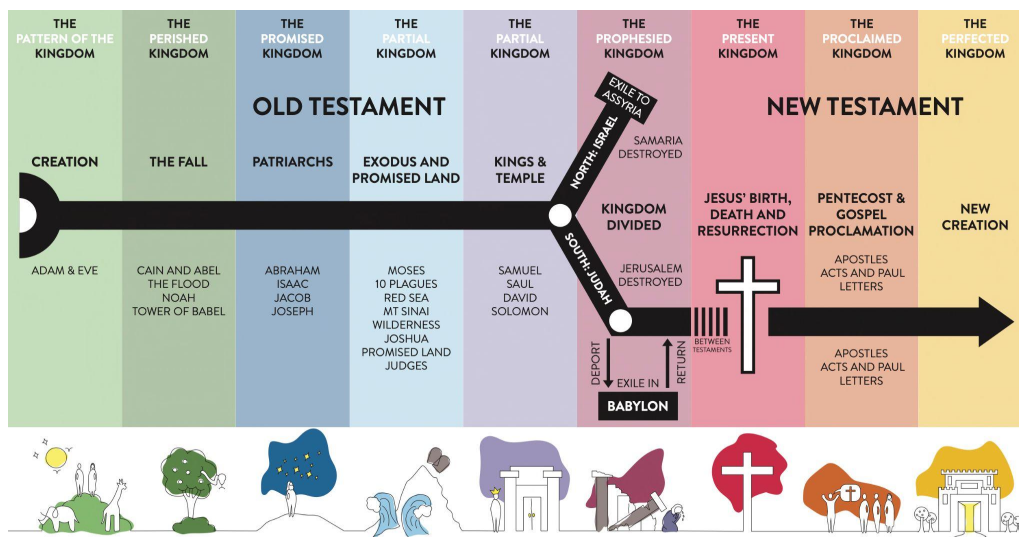 THE
PATTERN OF THE
KINGDOM
THE
PERISHED
KINGDOM
THE
PROMISED
KINGDOM
THE
PARTIAL
KINGDOM
THE
PARTIAL
KINGDOM
THE
PROPHESIED
KINGDOM
THE
PRESENT
KINGDOM
THE
PROCLAIMED
KINGDOM
THE
PERFECTED
KINGDOM
OLD TESTAMENT
NEW TESTAMENT
CREATION
THE FALL
PATRIARCHS
EXODUS AND
PROMISED LAND
KINGS &
TEMPLE
EXILE TO
ASSYRIA
NORTH: ISRAEL
SAMARIA
DESTROYED
KINGDOM
DIVIDED
SOUTH: JUDAH
JERUSALEM
DESTROYED
JESUS' BIRTH,
DEATH AND
RESURRECTION
PENTECOST &
GOSPEL
PROCLAMATION
NEW
CREATION
ADAM & EVE
CAIN AND ABEL
THE FLOOD
NOAH
TOWER OF BABEL
ABRAHAM
ISAAC
JACOB
JOSEPH
MOSES
10 PLAGUES
RED SEA
MT SINAI
WILDERNESS
JOSHUA
PROMISED LAND
JUDGES
SAMUEL
SAUL
DAVID
SOLOMON
DEPORT
EXILE IN
RETURN
BABYLON
BETWEEN
TESTAMENTS
APOSTLES
ACTS AND PAUL
LETTERS
APOSTLES
ACTS AND PAUL
LETTERS